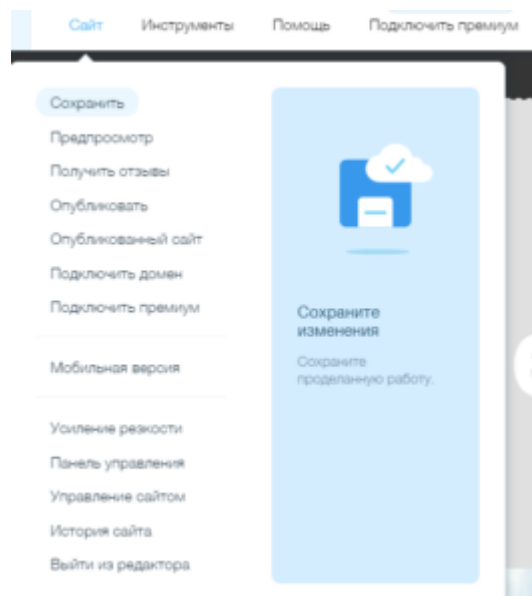 Сайт Инструменты Помощь Подключить премиум
Сохранить
Предпросмотр
Получить отзывы
Опубликовать
Опубликованный сайт
Подключить домен
Подключить премиум
Мобильная версия
Усиление резкости
Панель управления
Управление сайтом
История сайта
Выйти из редактора
Сохраните
изменения
Сохраните
проделанную работу.